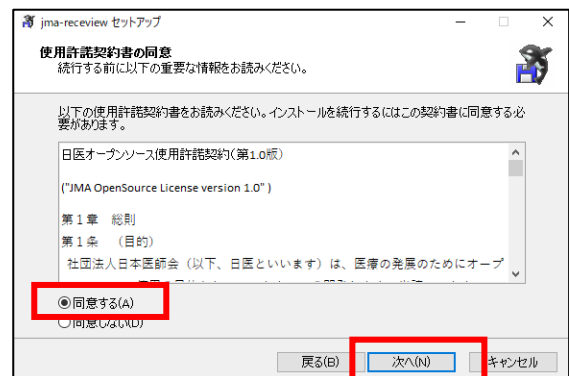 jma-receview セットアップ
使用許諾契約書の同意
続行する前に以下の重要な情報をお読みください。
以下の使用許諾契約書をお読みください。インストールを続行するにはこの契約書に同意する必
要があります。
日医オープンソース使用許諾契約(第1.0版)
("JMA OpenSource License version 1.0" )
第１章　総則
第１条　（目的）
社団法人日本医師会（以下、日医といいます）は、医療の発展のためにオープ
同意する(A)
同意しない(D)
戻る(B)
次へ(N)
キャンセル